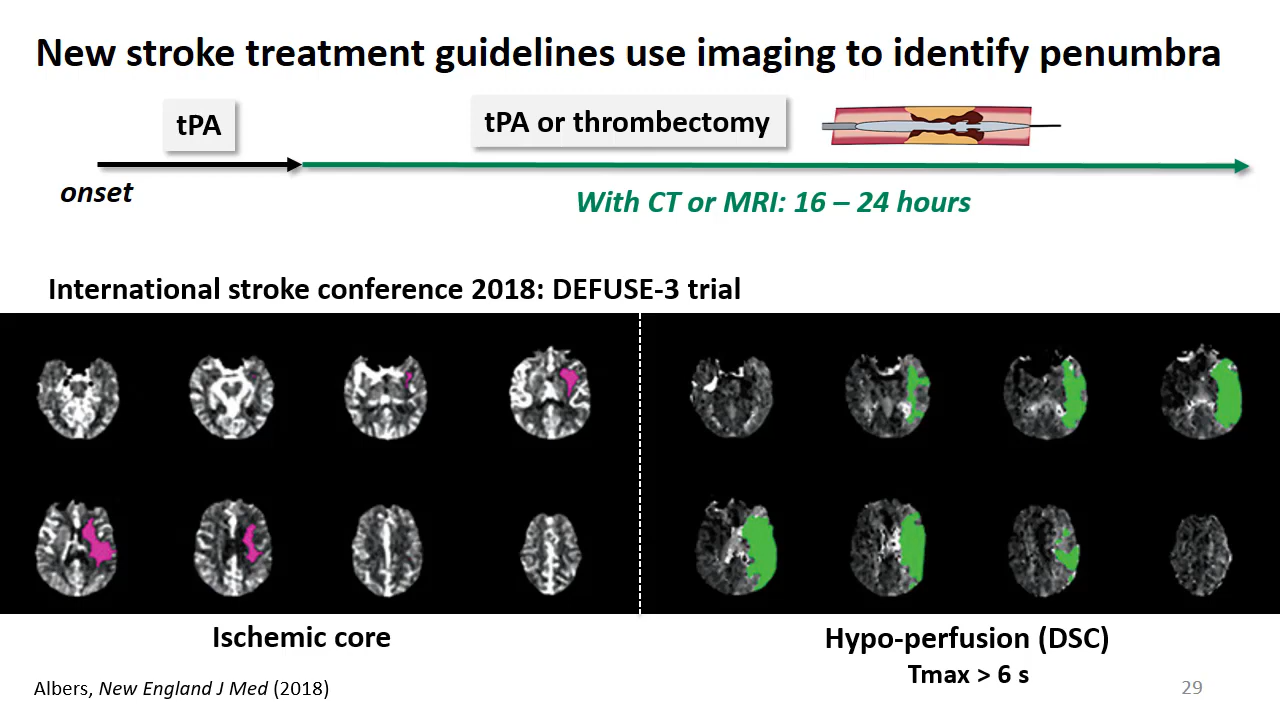 New stroke treatment guidelines use imaging to identify penumbra
tPA
tPA or thrombectomy
onset
With CT or MRI: 16 – 24 hours
International stroke conference 2018: DEFUSE-3 trial
Ischemic core
Hypo-perfusion (DSC)
Tmax > 6 s
Albers, New England J Med (2018)
29